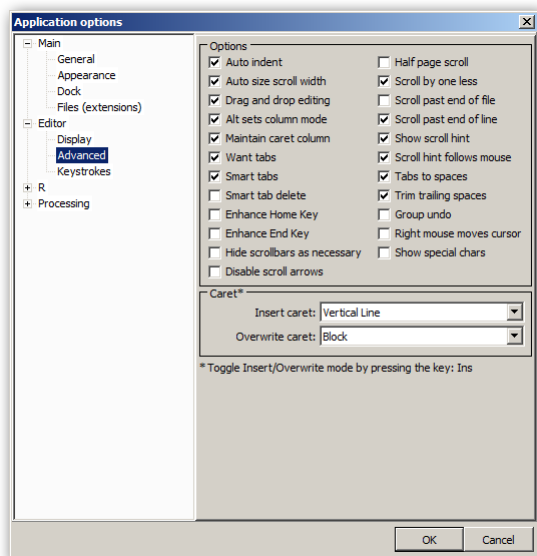 Application options
Main
General
Appearance
Dock
Files (extensions)
Editor
Display
Advanced
Keystrokes
R
Processing
Options
Auto indent
Auto size scroll width
Drag and drop editing
Alt sets column mode
Maintain caret column
Want tabs
Smart tabs
Smart tab delete
Enhance Home Key
Enhance End Key
Hide scrollbars as necessary
Disable scroll arrows
Half page scroll
Scroll by one less
Scroll past end of file
Scroll past end of line
Show scroll hint
Scroll hint follows mouse
Tabs to spaces
Trim trailing spaces
Group undo
Right mouse moves cursor
Show special chars
Caret*
Insert caret: Vertical Line
Overwrite caret: Block
* Toggle Insert/Overwrite mode by pressing the key: Ins
OK Cancel